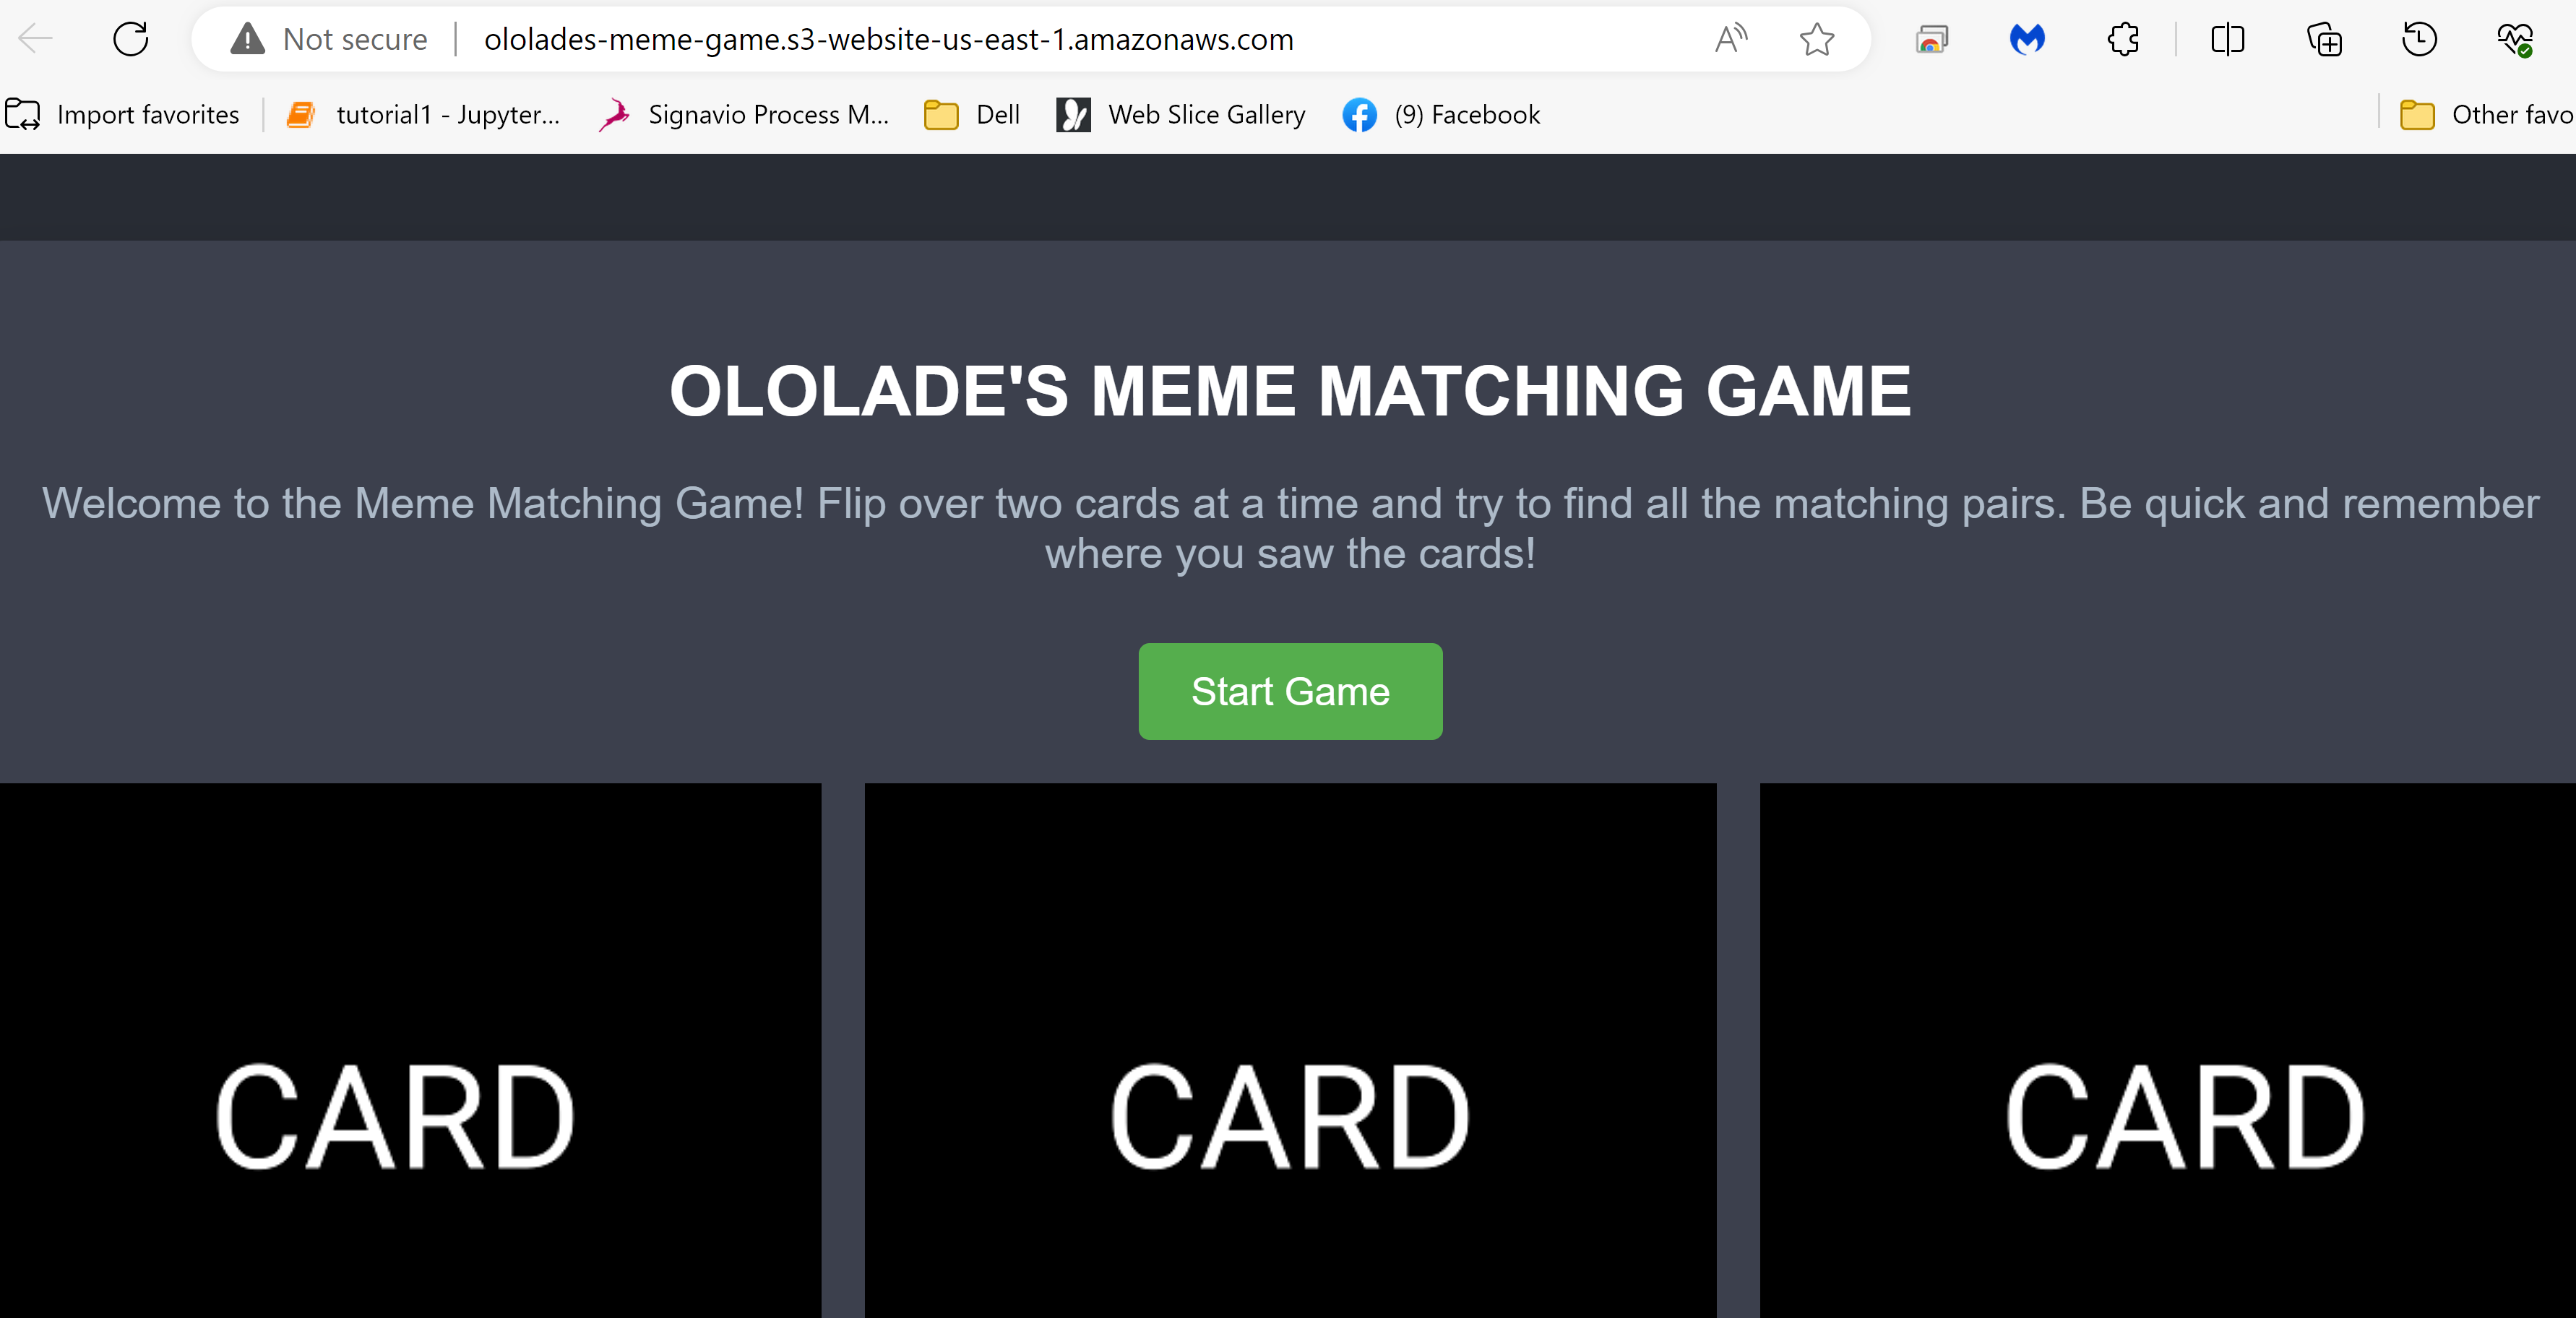 Not secure
ololades-meme-game.s3-website-us-east-1.amazonaws.com
Import favorites
tutorial1 - Jupyter...
Signavio Process M...
Dell
Web Slice Gallery
(9) Facebook
Other favo
OLOLADE'S MEME MATCHING GAME
Welcome to the Meme Matching Game! Flip over two cards at a time and try to find all the matching pairs. Be quick and remember
where you saw the cards!
Start Game
CARD
CARD
CARD